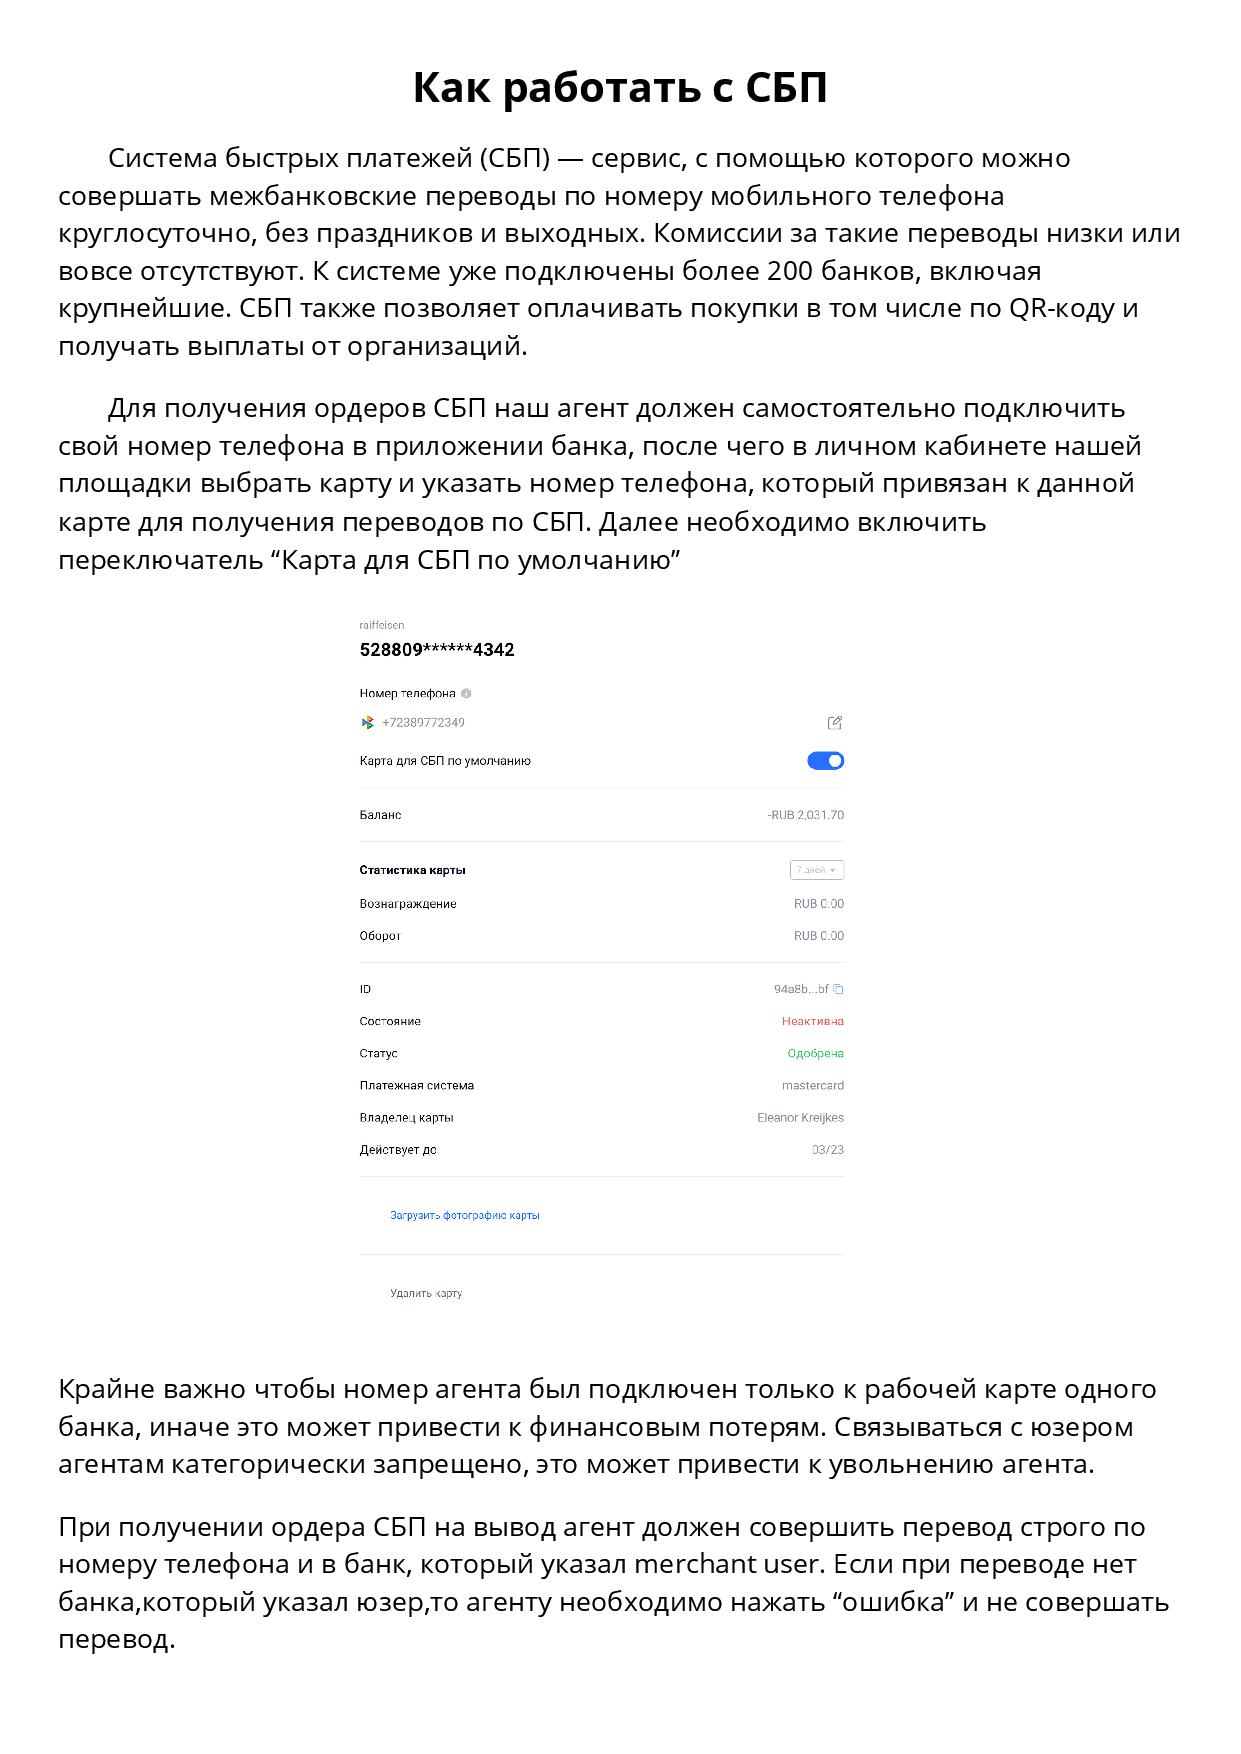 Как работать с СБП
Система быстрых платежей (СБП) — сервис, с помощью которого можно
совершать межбанковские переводы по номеру мобильного телефона
круглосуточно, без праздников и выходных. Комиссии за такие переводы низки или
вовсе отсутствуют. К системе уже подключены более 200 банков, включая
крупнейшие. СБП также позволяет оплачивать покупки в том числе по QR-коду и
получать выплаты от организаций.
Для получения ордеров СБП наш агент должен самостоятельно подключить
свой номер телефона в приложении банка, после чего в личном кабинете нашей
площадки выбрать карту и указать номер телефона, который привязан к данной
карте для получения переводов по СБП. Далее необходимо включить
переключатель “Карта для СБП по умолчанию”
raiffeisen
528809******4342
Номер телефона
+72389772349
Карта для СБП по умолчанию
Баланс -RUB 2,031.70
Статистика карты 7 дней
Вознаграждение RUB 0.00
Оборот RUB 0.00
ID 94a8b...bf
Состояние Неактивна
Статус Одобрена
Платежная система mastercard
Владелец карты Eleanor Kreijkes
Действует до 03/23
Загрузить фотографию карты
Удалить карту
Крайне важно чтобы номер агента был подключен только к рабочей карте одного
банка, иначе это может привести к финансовым потерям. Связываться с юзером
агентам категорически запрещено, это может привести к увольнению агента.
При получении ордера СБП на вывод агент должен совершить перевод строго по
номеру телефона и в банк, который указал merchant user. Если при переводе нет
банка,который указал юзер,то агенту необходимо нажать “ошибка” и не совершать
перевод.